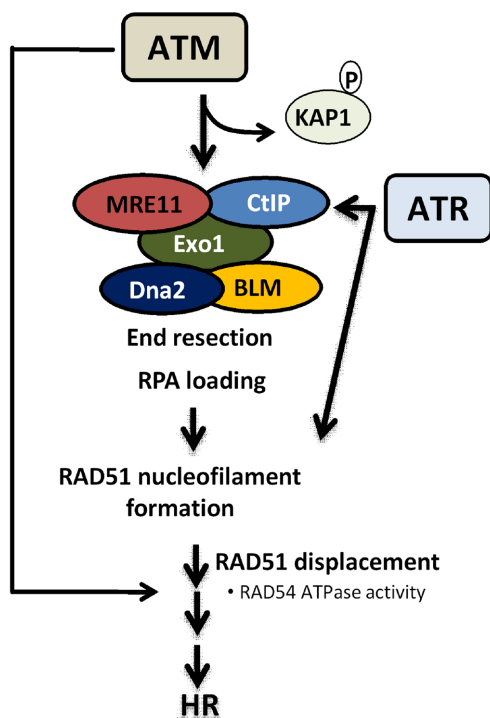 ATM
P
KAP1
MRE11
CtIP
ATR
Exo1
Dna2
BLM
End resection
RPA loading
RAD51 nucleofilament
formation
RAD51 displacement
• RAD54 ATPase activity
HR